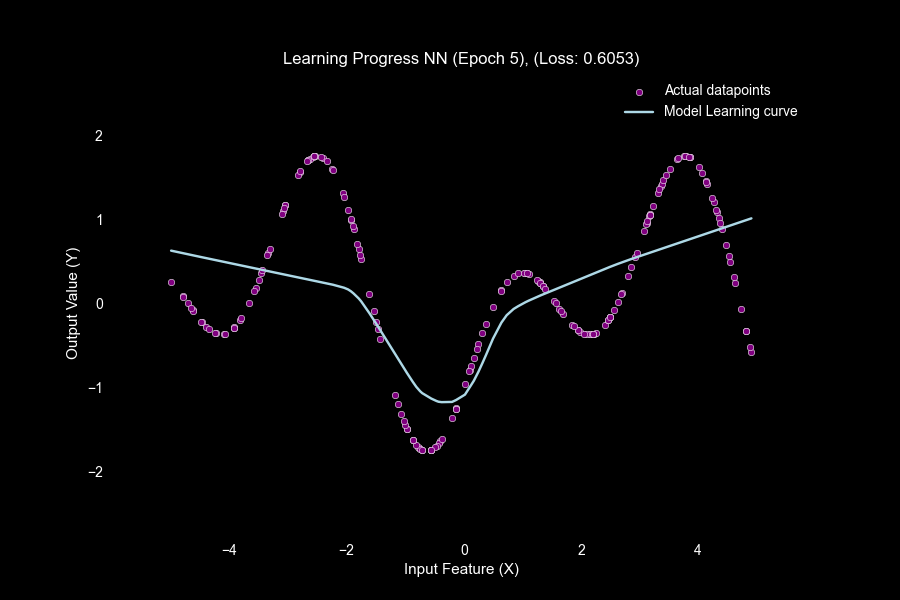 Learning Progress NN (Epoch 5), (Loss: 0.6053)
Actual datapoints
Model Learning curve
2
1
0
−1
−2
Output Value (Y)
−4
−2
0
2
4
Input Feature (X)